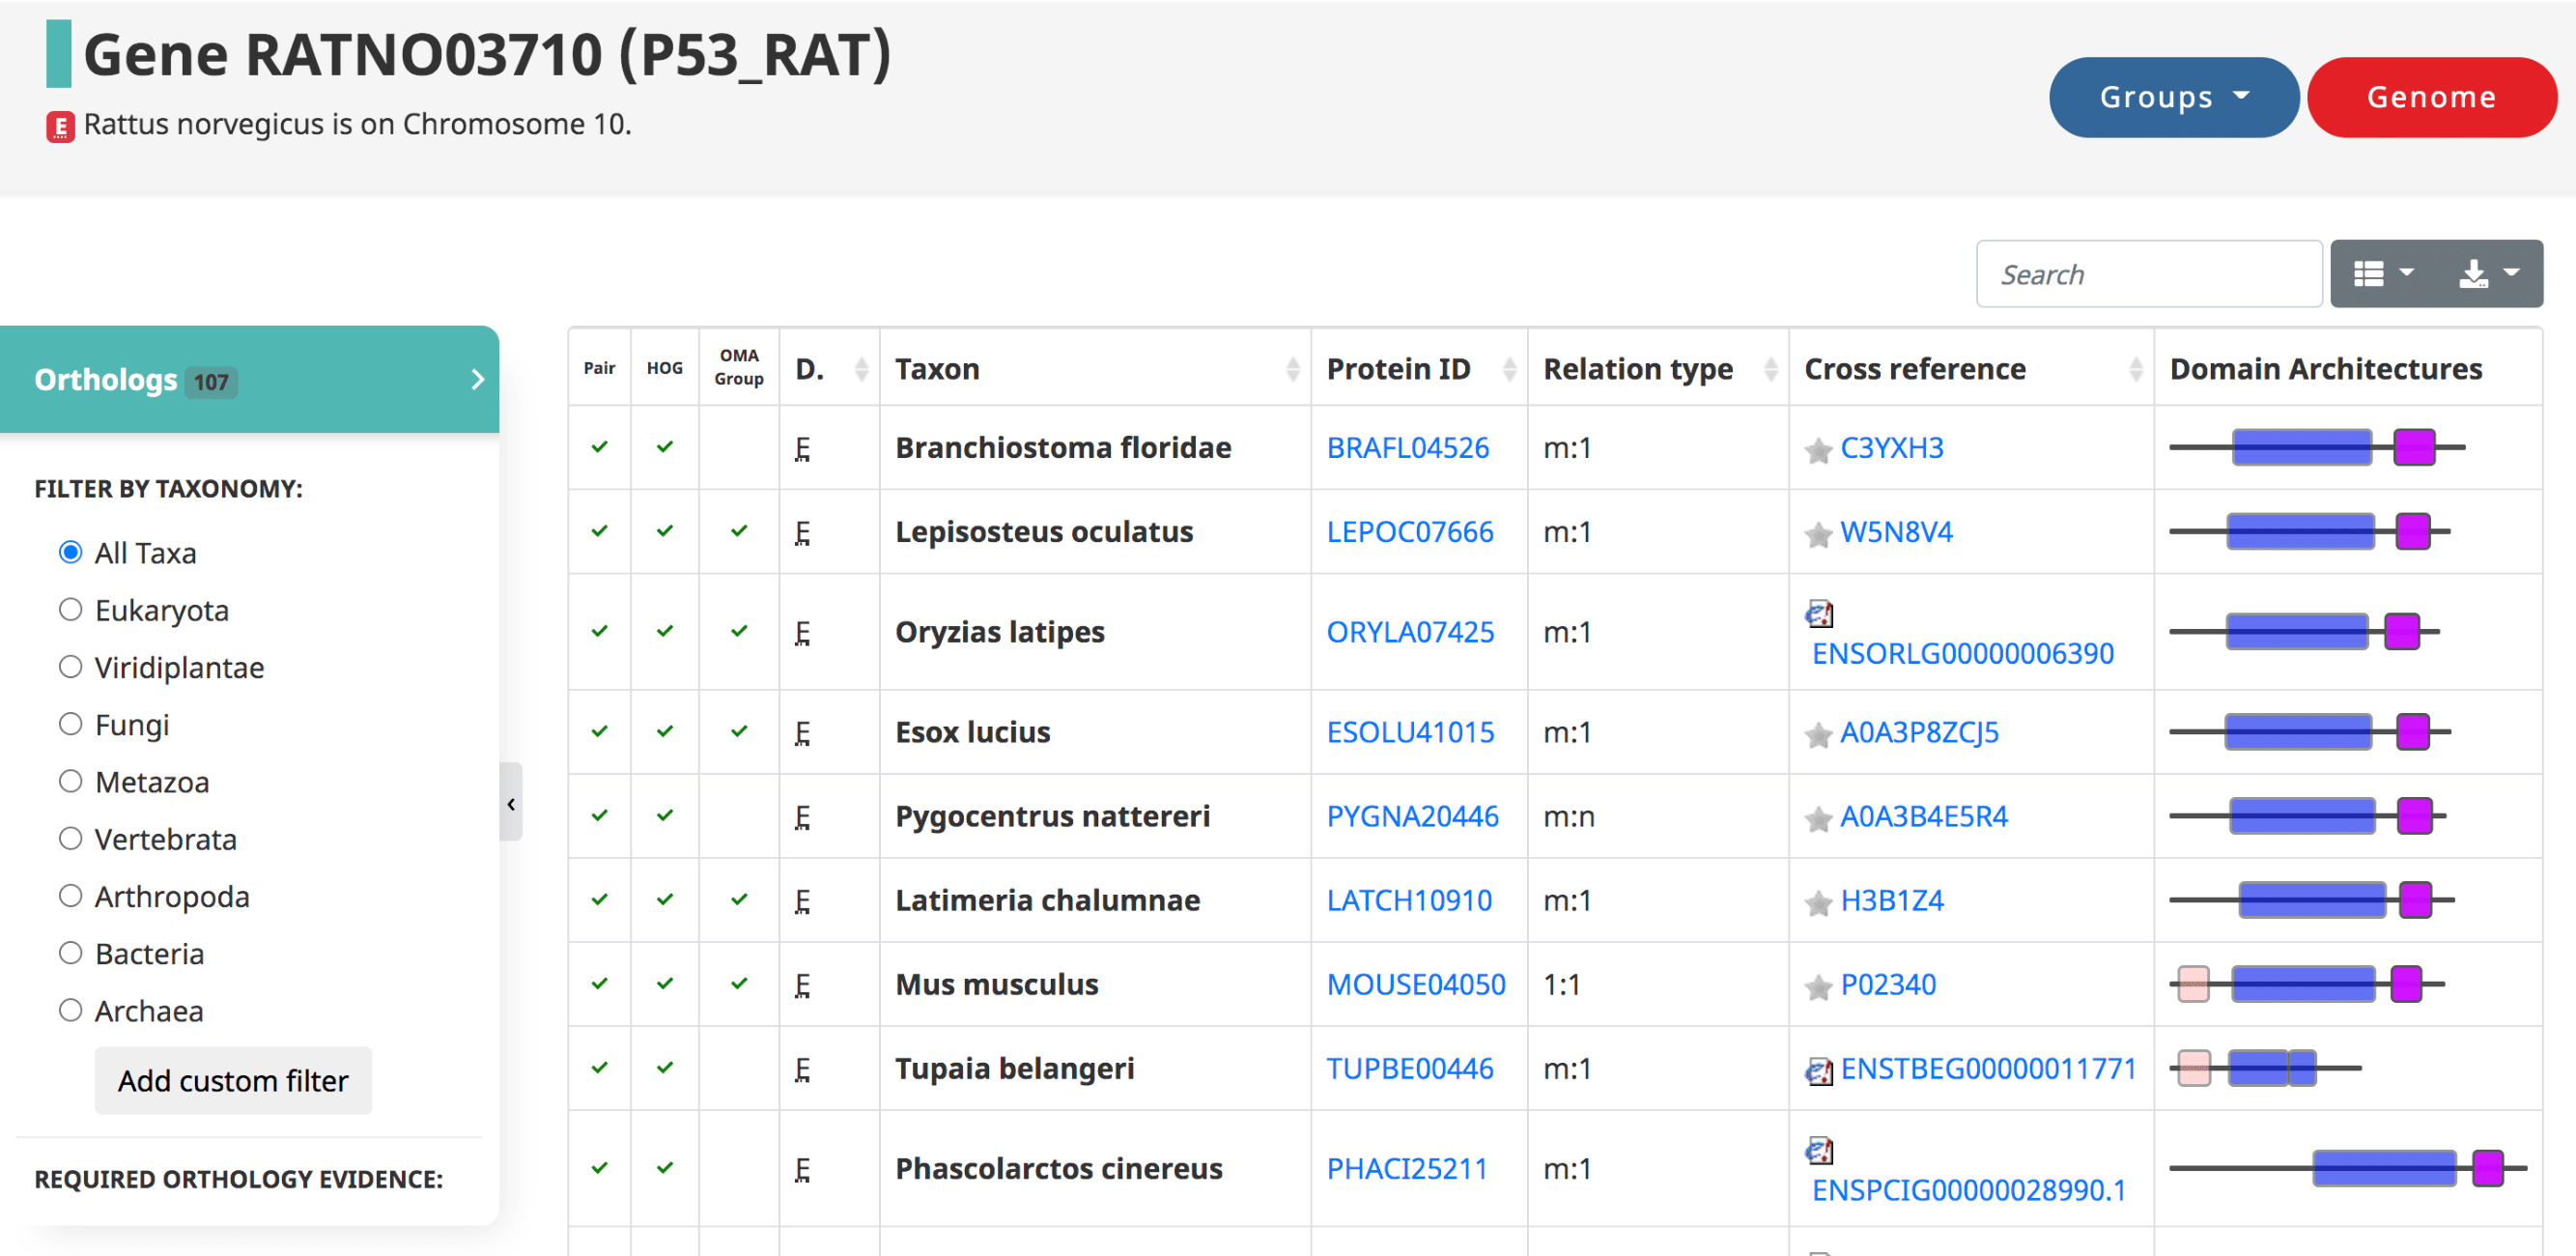 Gene RATNO03710 (P53_RAT)
E Rattus norvegicus is on Chromosome 10.
Groups
Genome
Search
Orthologs 107
FILTER BY TAXONOMY:
All Taxa
Eukaryota
Viridiplantae
Fungi
Metazoa
Vertebrata
Arthropoda
Bacteria
Archaea
Add custom filter
REQUIRED ORTHOLOGY EVIDENCE:
Pair HOG OMA Group D. Taxon Protein ID Relation type Cross reference Domain Architectures
E Branchiostoma floridae BRAFL04526 m:1 C3YXH3
E Lepisosteus oculatus LEPOC07666 m:1 W5N8V4
E Oryzias latipes ORYLA07425 m:1 ENSORLG00000006390
E Esox lucius ESOLU41015 m:1 A0A3P8ZCJ5
E Pygocentrus nattereri PYGNA20446 m:n A0A3B4E5R4
E Latimeria chalumnae LATCH10910 m:1 H3B1Z4
E Mus musculus MOUSE04050 1:1 P02340
E Tupaia belangeri TUPBE00446 m:1 ENSTBEG00000011771
E Phascolarctos cinereus PHACI25211 m:1 ENSPCIG00000028990.1